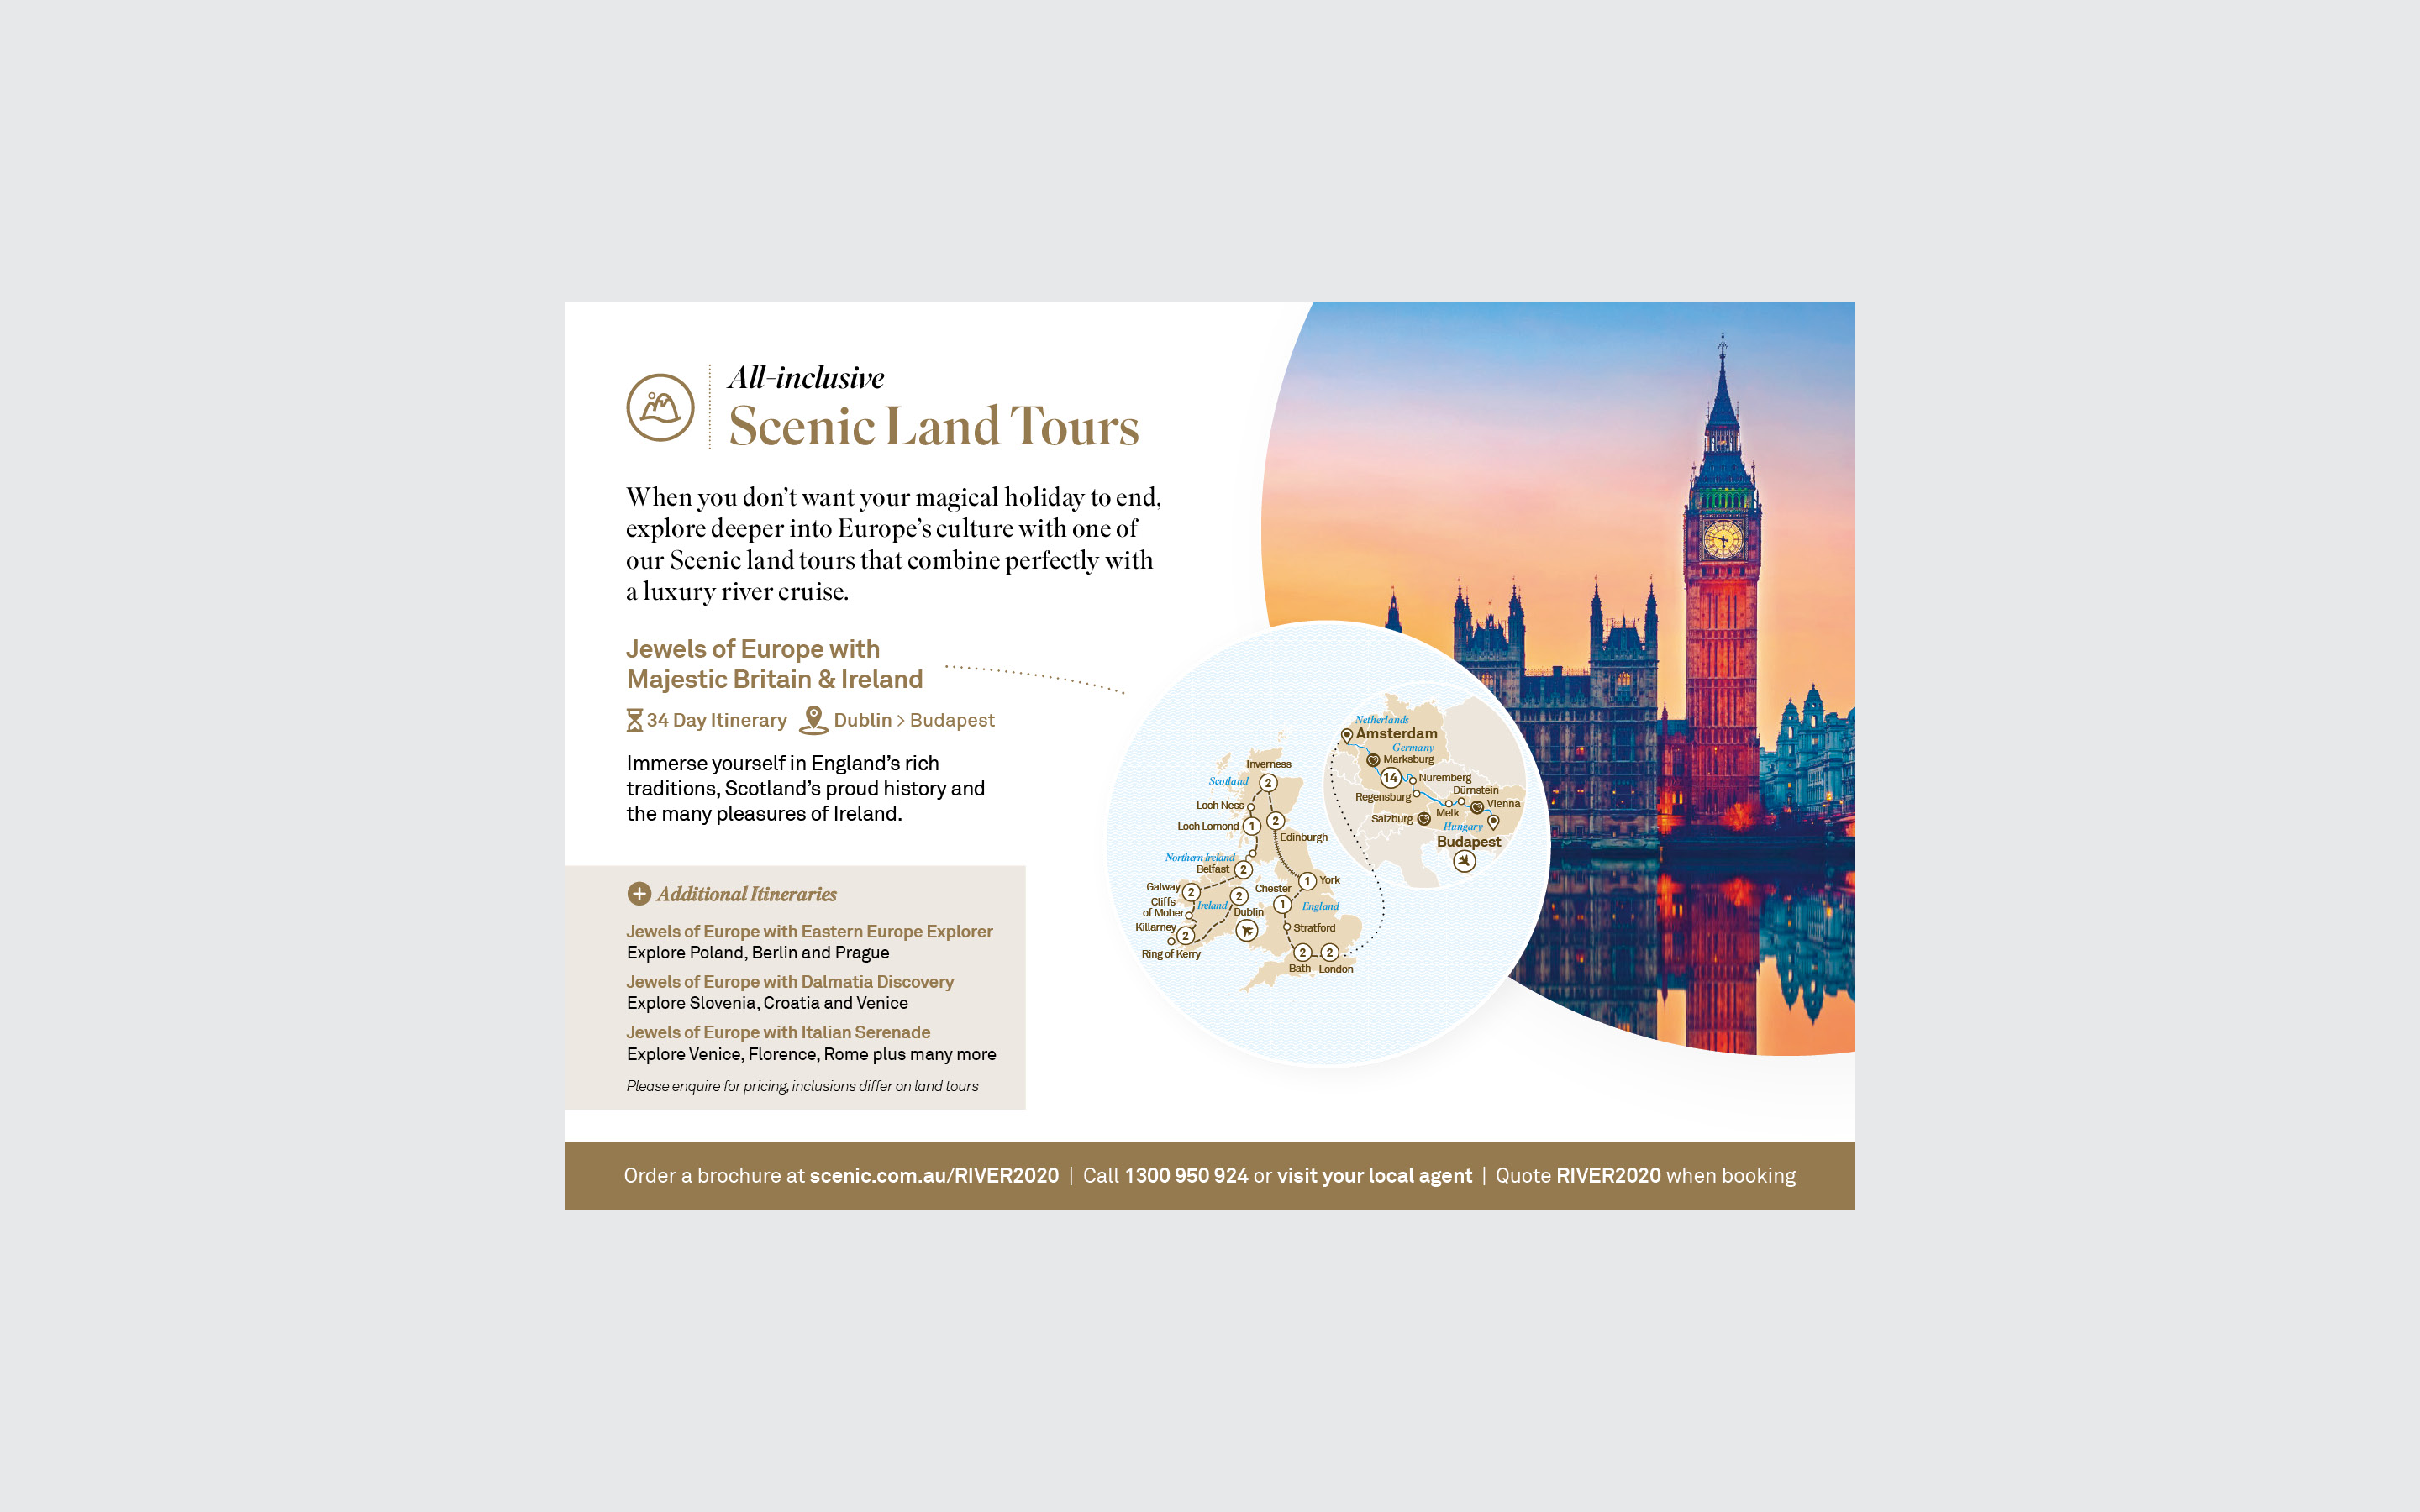 All-inclusive
Scenic Land Tours
When you don't want your magical holiday to end,
explore deeper into Europe's culture with one of
our Scenic land tours that combine perfectly with
a luxury river cruise.
Jewels of Europe with
Majestic Britain & Ireland
34 Day Itinerary Dublin > Budapest
Immerse yourself in England's rich
traditions, Scotland's proud history and
the many pleasures of Ireland.
+ Additional Itineraries
Jewels of Europe with Eastern Europe Explorer
Explore Poland, Berlin and Prague
Jewels of Europe with Dalmatia Discovery
Explore Slovenia, Croatia and Venice
Jewels of Europe with Italian Serenade
Explore Venice, Florence, Rome plus many more
Please enquire for pricing, inclusions differ on land tours
Netherlands
Amsterdam
Germany
Marksburg
14
Nuremberg
Dürnstein
Regensburg
Vienna
Melk
Salzburg
Hungary
Budapest
Inverness
Scotland
2
Loch Ness
Loch Lomond 1
2
Edinburgh
Northern Ireland
Belfast 2
1 York
Galway 2
Chester
2
Cliffs
of Moher
Ireland
1
England
Dublin
Killarney
2
Stratford
Ring of Kerry
2 2
Bath London
Order a brochure at scenic.com.au/RIVER2020 | Call 1300 950 924 or visit your local agent | Quote RIVER2020 when booking